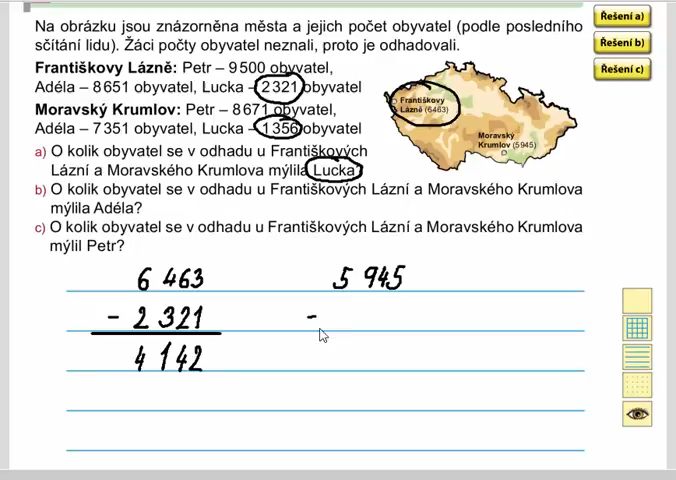 Na obrázku jsou znázorněna města a jejich počet obyvatel (podle posledního
sčítání lidu). Žáci počty obyvatel neznali, proto je odhadovali.
Františkovy Lázně: Petr – 9 500 obyvatel,
Adéla – 8 651 obyvatel, Lucka – 2 321 obyvatel
Moravský Krumlov: Petr – 8 671 obyvatel,
Adéla – 7 351 obyvatel, Lucka – 1 356 obyvatel
a) O kolik obyvatel se v odhadu u Františkových
Lázní a Moravského Krumlova mýlila Lucka?
b) O kolik obyvatel se v odhadu u Františkových Lázní a Moravského Krumlova
mýlila Adéla?
c) O kolik obyvatel se v odhadu u Františkových Lázní a Moravského Krumlova
mýlil Petr?
Františkovy
Lázně (6463)
Moravský
Krumlov (5945)
Řešení a)
Řešení b)
Řešení c)
6 463
- 2 321
4 142
5 945
-